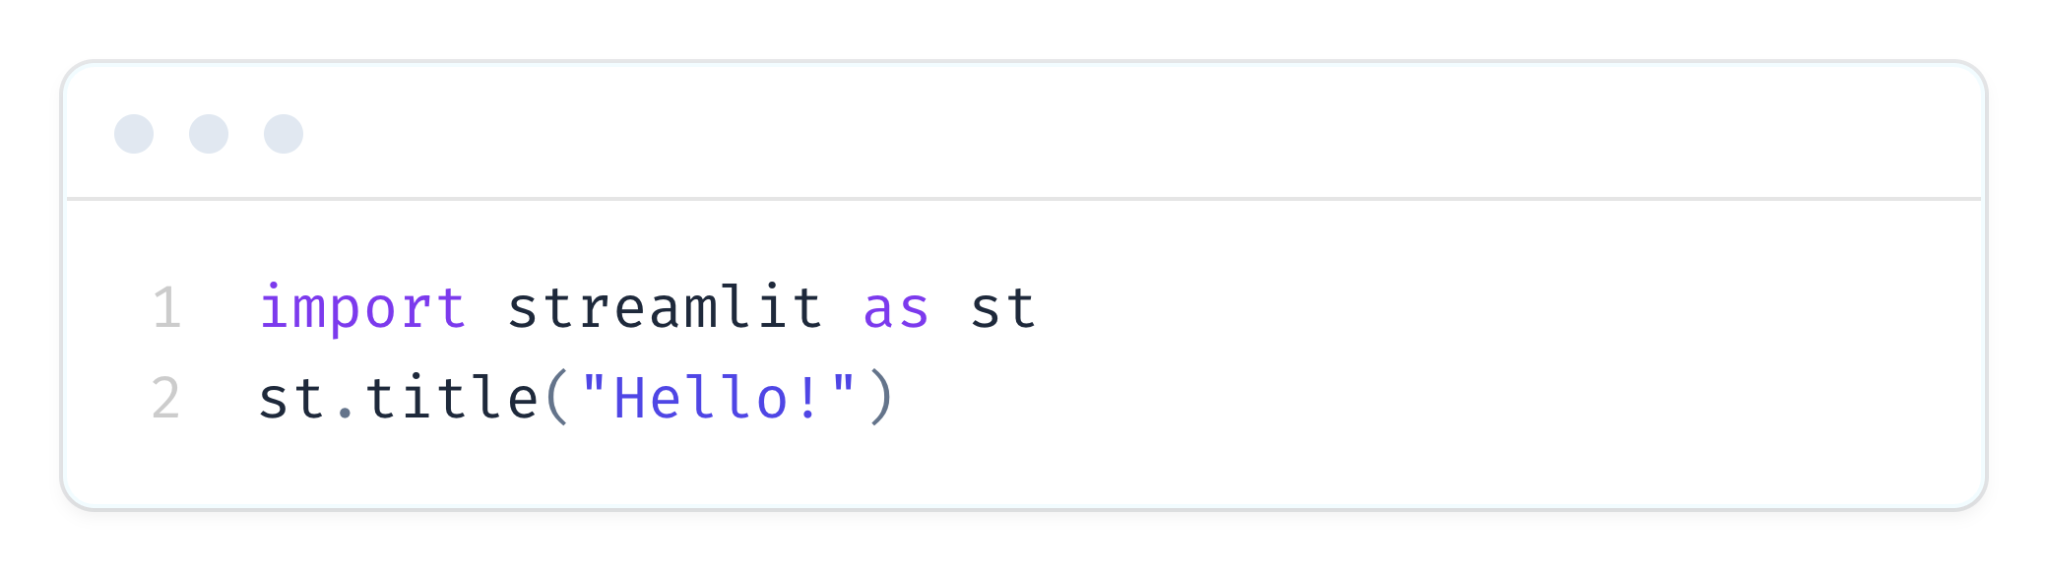 1 import streamlit as st
2 st.title("Hello!")